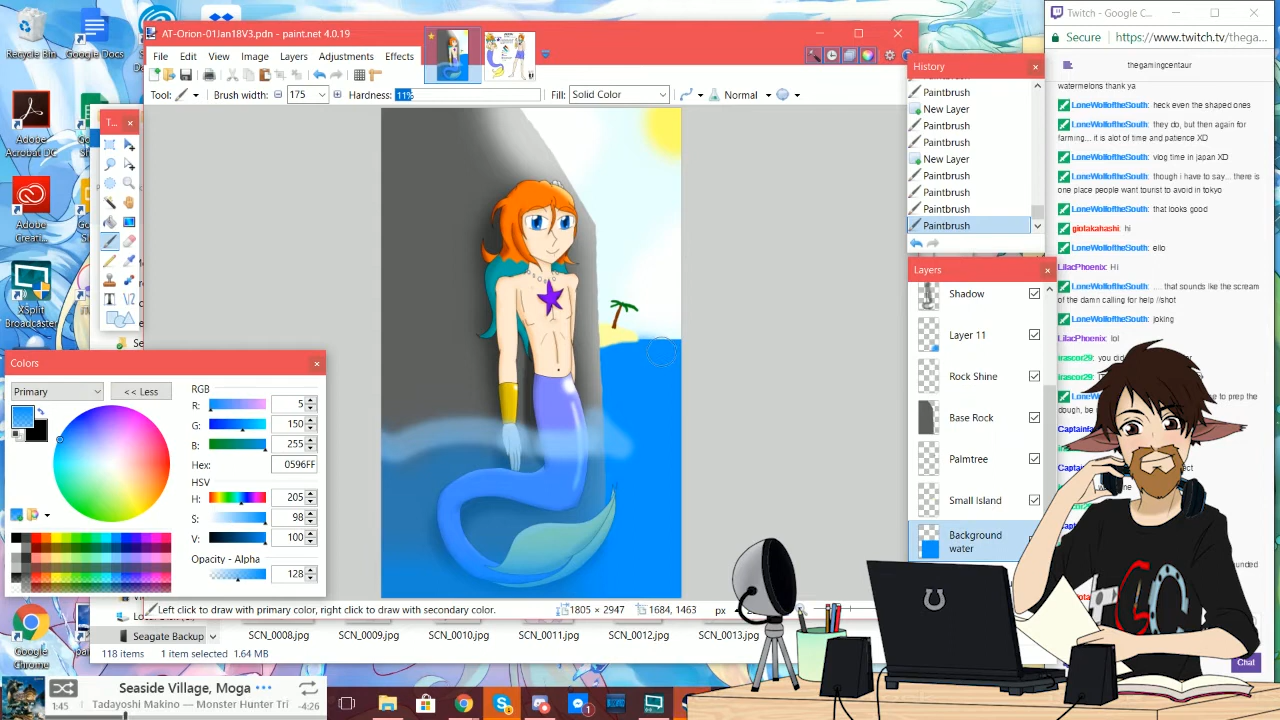 Recycle Bin
Google Docs
Adobe
Acrobat DC
Adobe
Creati...
XSplit
Broadcaster
Google
Chrome
AT-Orion-01Jan18V3.pdn - paint.net 4.0.19
File Edit View Image Layers Adjustments Effects
Tool: Brush width: 175 Hardness: 11% Fill: Solid Color Normal
T...
History
Paintbrush
New Layer
Paintbrush
Paintbrush
New Layer
Paintbrush
Paintbrush
Paintbrush
Paintbrush
Layers
Shadow
Layer 11
Rock Shine
Base Rock
Palmtree
Small Island
Background
water
Colors
Primary
<< Less
RGB
R: 5
G: 150
B: 255
Hex: 0596FF
HSV
H: 205
S: 98
V: 100
Opacity - Alpha
128
Left click to draw with primary color, right click to draw with secondary color.
1805 × 2947
1684, 1463
px
Seagate Backup
SCN_0008.jpg SCN_0009.jpg SCN_0010.jpg SCN_0011.jpg SCN_0012.jpg SCN_0013.jpg
118 items 1 item selected 1.64 MB
Seaside Village, Moga
Tadayoshi Makino — Monster Hunter Tri
1:45
-4:26
Twitch - Google C...
Secure https://www.twitch.tv/thega...
thegamingcentaur
watermelons thank ya
LoneWolfoftheSouth: heck even the shaped ones
LoneWolfoftheSouth: they do, but then again for
farming... it is alot of time and patience XD
LoneWolfoftheSouth: vlog time in japan XD
LoneWolfoftheSouth: though i have to say... there is
one place people want tourist to avoid in tokyo
LoneWolfoftheSouth: that looks good
giotakahashi: hi
LoneWolfoftheSouth: ello
LilacPhoenix: Hi
LoneWolfoftheSouth: .... that sounds lke the scream
of the damn calling for help //shot
LoneWolfoftheSouth: joking
LilacPhoenix: lol
irascor29: you di
dough, be
Chat